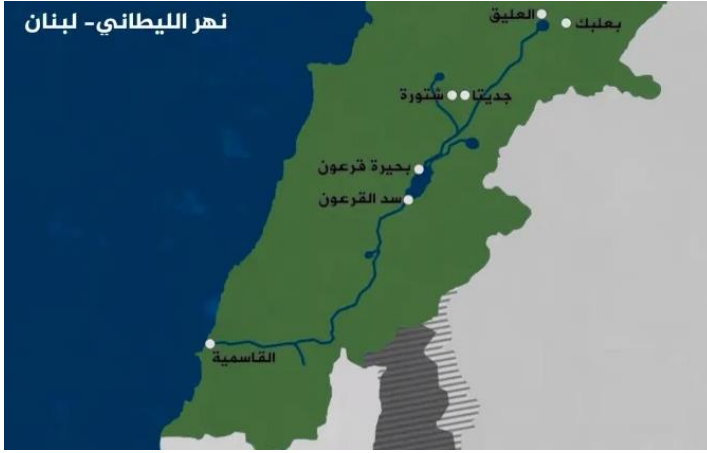 نهر الليطاني- لبنان
العليق
بعلبك
شتورة
جديتا
بحيرة قرعون
سد القرعون
القاسمية